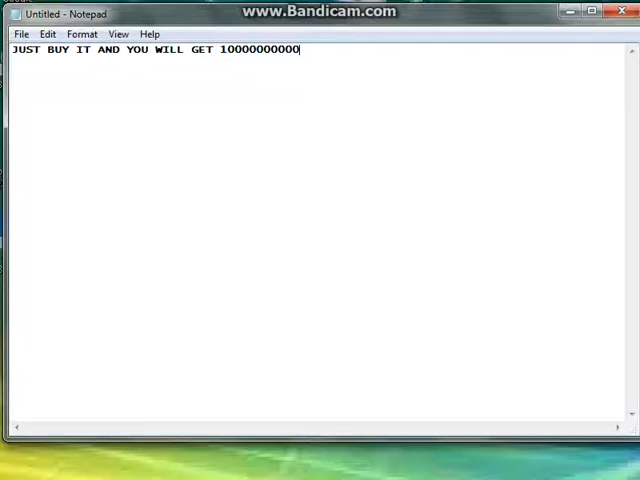 www.Bandicam.com
Untitled - Notepad
File Edit Format View Help
JUST BUY IT AND YOU WILL GET 10000000000